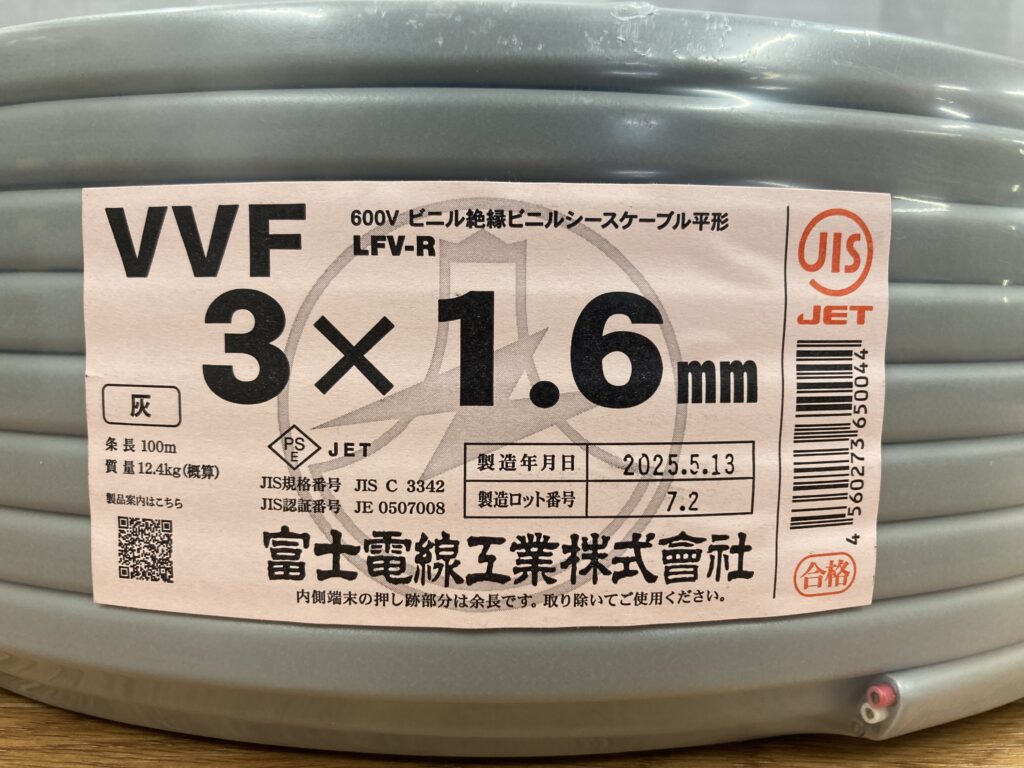 VVF
600V ビニル絶縁ビニルシースケーブル平形
LFV-R
3×1.6mm
灰
条長 100m
質量12.4kg(概算)
製品案内はこちら
PS
E
JET
JIS規格番号 JIS C 3342
JIS認証番号 JE 0507008
製造年月日 2025.5.13
製造ロット番号 7.2
富士電線工業株式會社
内側端末の押し跡部分は余長です。取り除いてご使用ください。
JIS
JET
4560273650044
合格